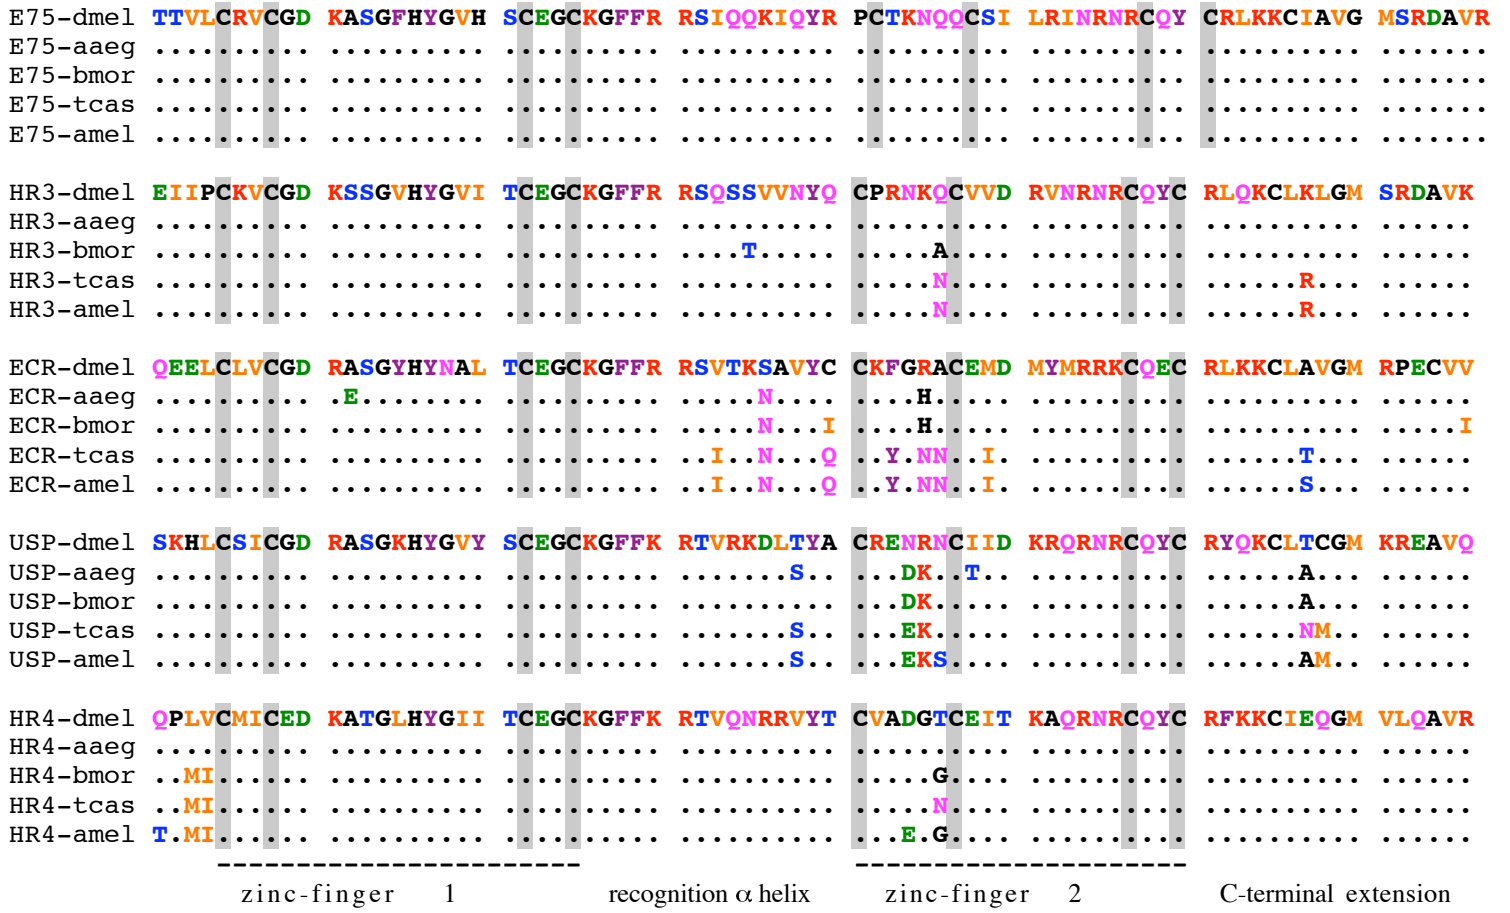 E75-dmel TTVLCRVCGD KASGFHYGVH SCEGCKGFFR RSIQQKIQYR PCTKNQQCSI LRINRNRCQY CRLKKCIAVG MSRDAVR
E75-aaeg .......... .......... .......... .......... .......... .......... .......... .......
E75-bmor .......... .......... .......... .......... .......... .......... .......... .......
E75-tcas .......... .......... .......... .......... .......... .......... .......... .......
E75-amel .......... .......... .......... .......... .......... .......... .......... .......
HR3-dmel EIIPCKVCGD KSSGVHYGVI TCEGCKGFFR RSQSSVVNYQ CPRNKQCVVD RVNRNRCQYC RLQKCLKLGM SRDAVK
HR3-aaeg .......... .......... .......... .......... .......... .......... .......... ......
HR3-bmor .......... .......... .......... ....T..... .....A.... .......... .......... ......
HR3-tcas .......... .......... .......... .......... .....N.... .......... ......R... ......
HR3-amel .......... .......... .......... .......... .....N.... .......... ......R... ......
ECR-dmel QEELCLVCGD RASGYHYNAL TCEGCKGFFR RSVTKSAVYC CKFGRACEMD MYMRRKCQEC RLKKCLAVGM RPECVV
ECR-aaeg .......... .E........ .......... .....N.... ....H..... .......... .......... ......
ECR-bmor .......... .......... .......... .....N...I ....H..... .......... .......... .....I
ECR-tcas .......... .......... .......... ..I..N...Q ..Y.NN..I. .......... ......T... ......
ECR-amel .......... .......... .......... ..I..N...Q ..Y.NN..I. .......... ......S... ......
USP-dmel SKHLCSICGD RASGKHYGVY SCEGCKGFFK RTVRKDLTYA CRENRNCIID KRQRNRCQYC RYQKCLTCGM KREAVQ
USP-aaeg .......... .......... .......... .......S.. ...DK..T.. .......... ......A... ......
USP-bmor .......... .......... .......... .......... ...DK..... .......... ......A... ......
USP-tcas .......... .......... .......... .......S.. ...EK..... .......... ......NM.. ......
USP-amel .......... .......... .......... .......S.. ...EKS.... .......... ......AM.. ......
HR4-dmel QPLVCMICED KATGLHYGII TCEGCKGFFK RTVQNRRVYT CVADGTCEIT KAQRNRCQYC RFKKCIEQGM VLQAVR
HR4-aaeg .......... .......... .......... .......... .......... .......... .......... ......
HR4-bmor ..MI...... .......... .......... .......... .....G.... .......... .......... ......
HR4-tcas ..MI...... .......... .......... .......... .....N.... .......... .......... ......
HR4-amel T.MI...... .......... .......... .......... ...E.G.... .......... .......... ......
zinc-finger 1 recognition α helix zinc-finger 2 C-terminal extension